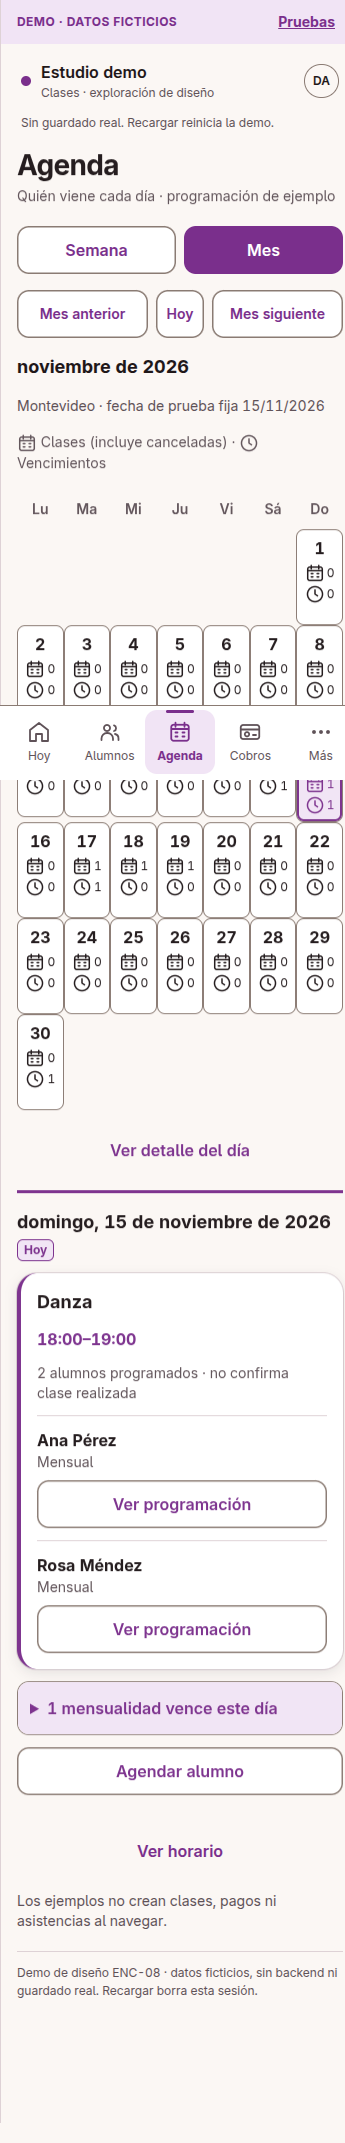 DEMO · DATOS FICTICIOS Pruebas
Estudio demo
Clases · exploración de diseño
DA
Sin guardado real. Recargar reinicia la demo.
Agenda
Quién viene cada día · programación de ejemplo
Semana Mes
Mes anterior Hoy Mes siguiente
noviembre de 2026
Montevideo · fecha de prueba fija 15/11/2026
Clases (incluye canceladas) ·
Vencimientos
Lu Ma Mi Ju Vi Sá Do
1
0
0
2 3 4 5 6 7 8
0 0 0 0 0 0 0
0 0 0 0 0 0 0
Hoy Alumnos Agenda Cobros Más
1
0 0 0 0 0 1
1
16 17 18 19 20 21 22
0 1 1 1 0 0 0
0 1 0 0 0 0 0
23 24 25 26 27 28 29
0 0 0 0 0 0 0
0 0 0 0 0 0 0
30
0
1
Ver detalle del día
domingo, 15 de noviembre de 2026
Hoy
Danza
18:00–19:00
2 alumnos programados · no confirma
clase realizada
Ana Pérez
Mensual
Ver programación
Rosa Méndez
Mensual
Ver programación
1 mensualidad vence este día
Agendar alumno
Ver horario
Los ejemplos no crean clases, pagos ni
asistencias al navegar.
Demo de diseño ENC-08 · datos ficticios, sin backend ni
guardado real. Recargar borra esta sesión.